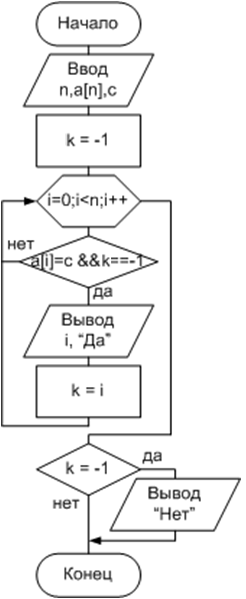 Начало
Ввод
n,a[n],c
k = -1
i=0;i<n;i++
нет
a[i]=c &&k==-1
да
Вывод
i, “Да”
k = i
k = -1
да
нет
Вывод
“Нет”
Конец